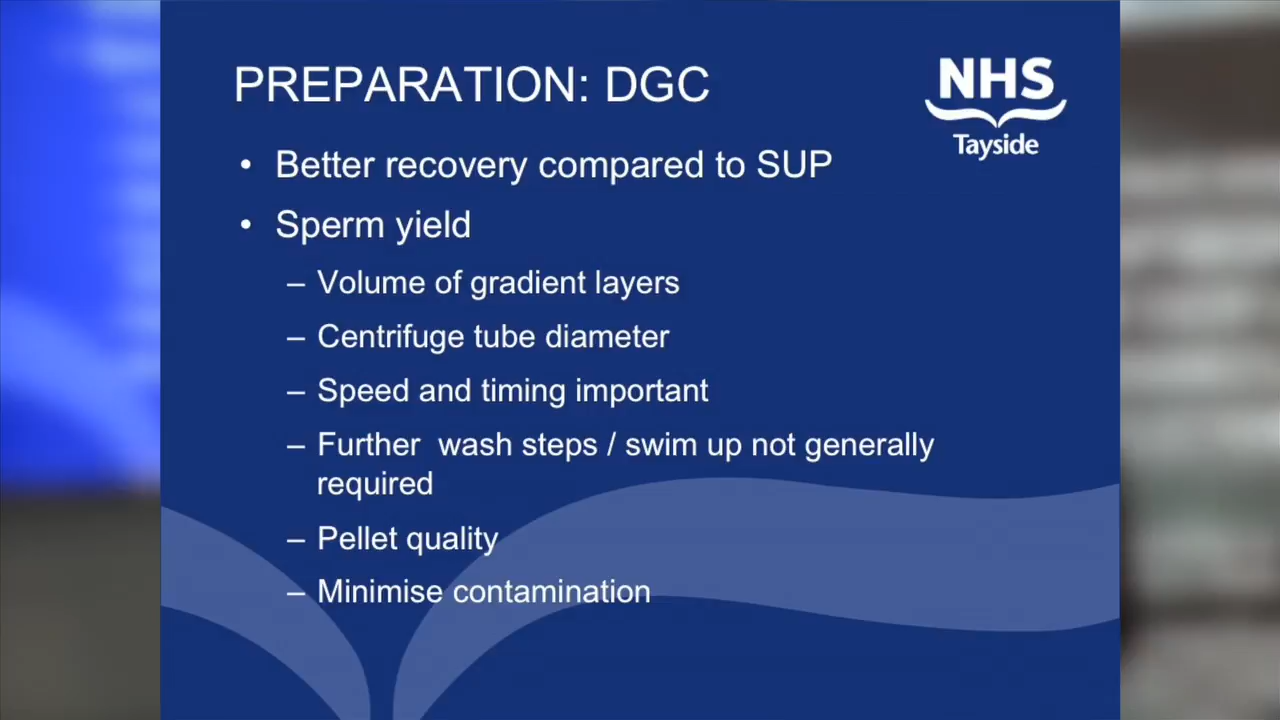 PREPARATION: DGC
NHS
Tayside
• Better recovery compared to SUP
• Sperm yield
– Volume of gradient layers
– Centrifuge tube diameter
– Speed and timing important
– Further  wash steps / swim up not generally
required
– Pellet quality
– Minimise contamination